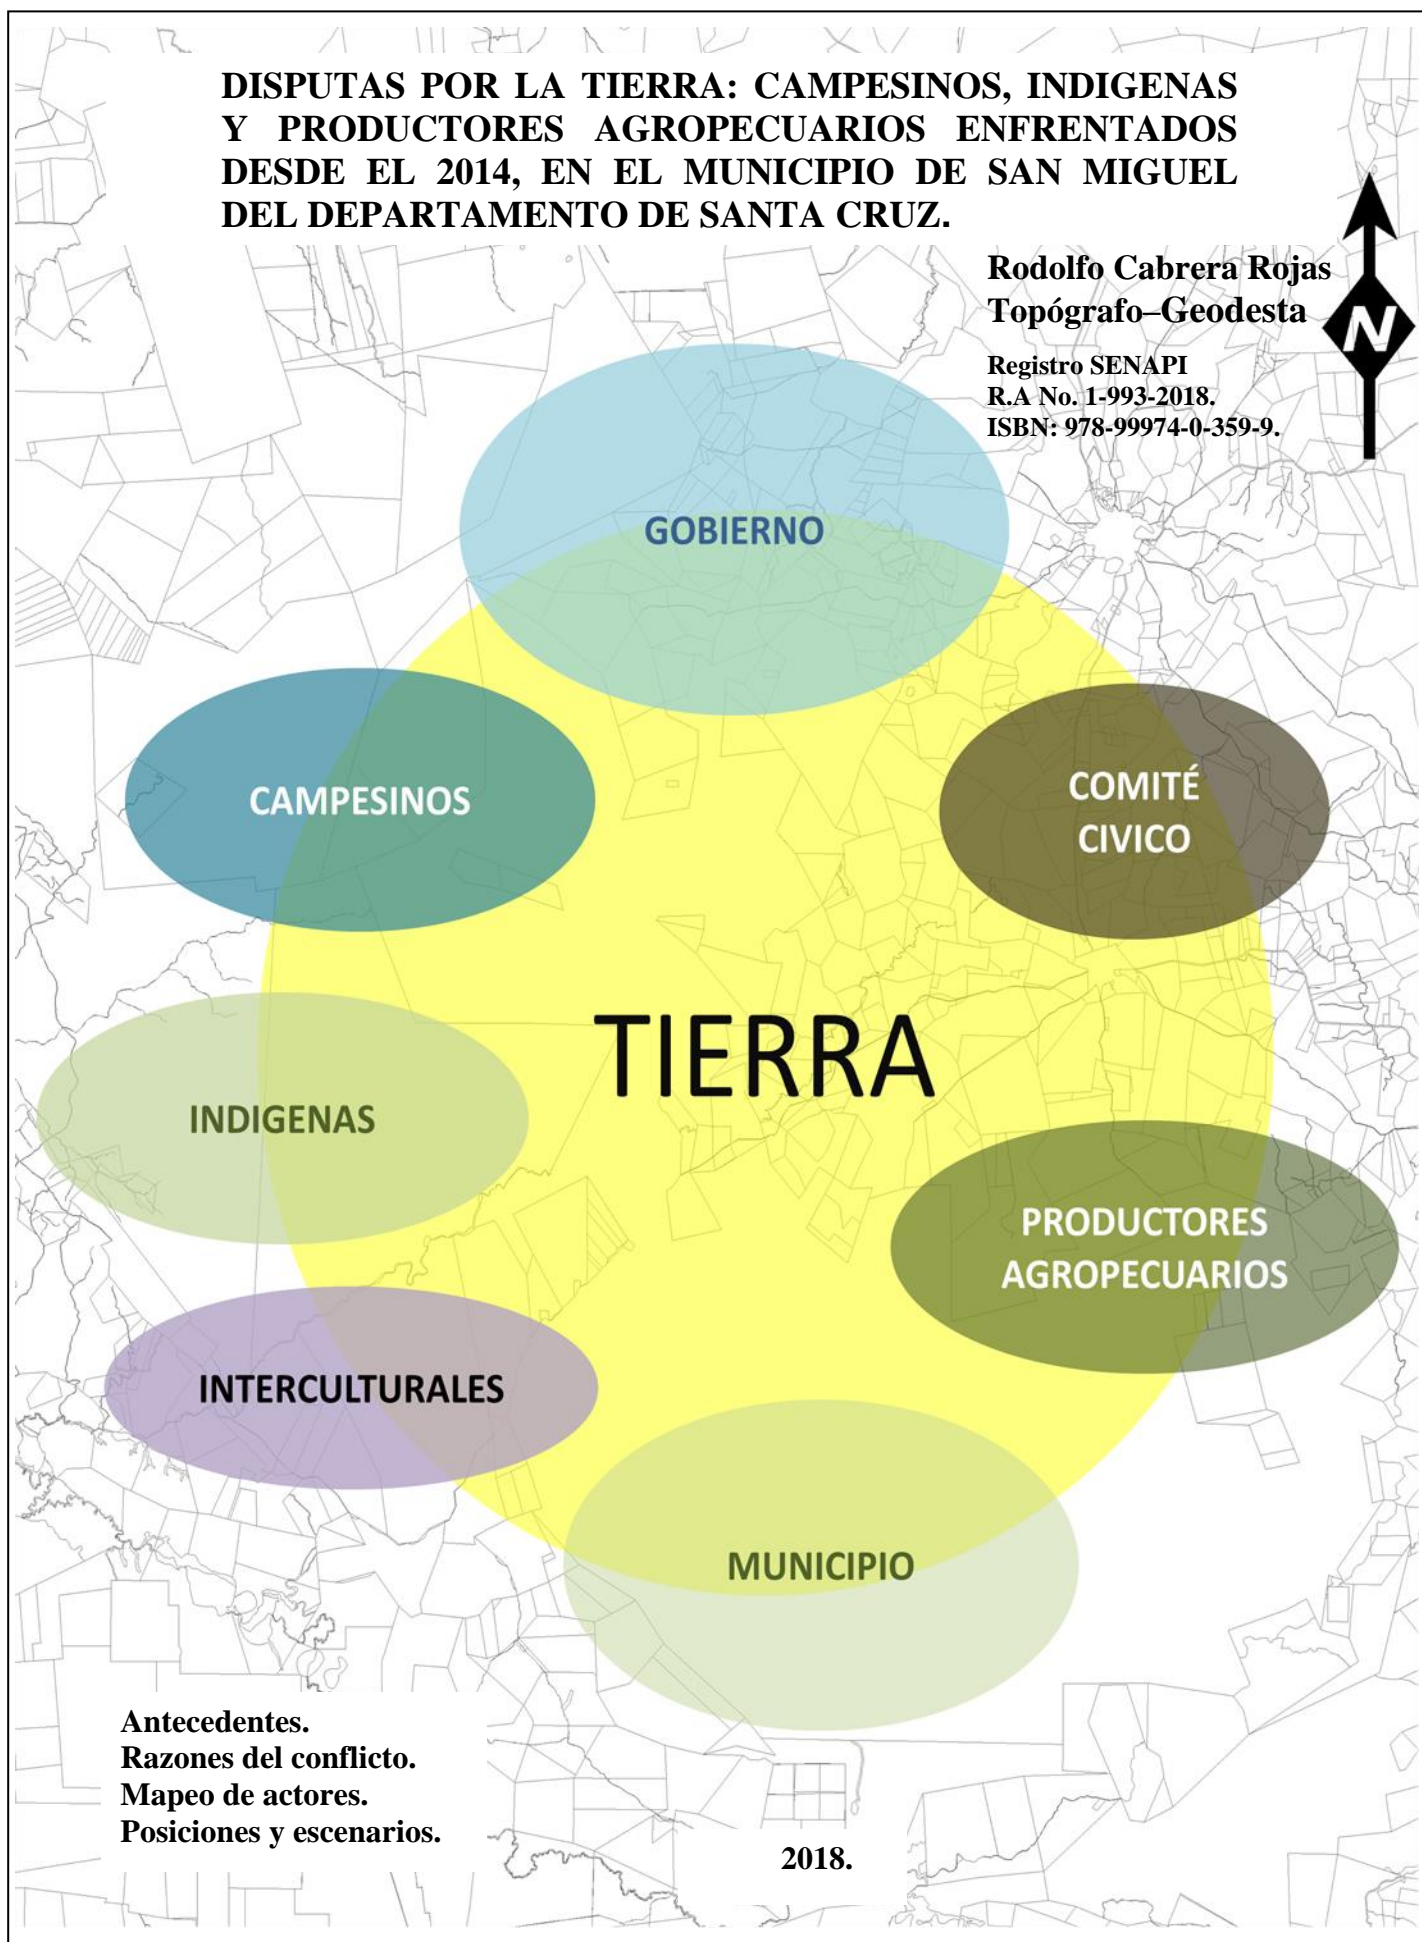 DISPUTAS POR LA TIERRA: CAMPESINOS, INDIGENAS
Y PRODUCTORES AGROPECUARIOS ENFRENTADOS
DESDE EL 2014, EN EL MUNICIPIO DE SAN MIGUEL
DEL DEPARTAMENTO DE SANTA CRUZ.
Rodolfo Cabrera Rojas
Topógrafo–Geodesta
N
Registro SENAPI
R.A No. 1-993-2018.
ISBN: 978-99974-0-359-9.
GOBIERNO
CAMPESINOS
COMITÉ
CIVICO
TIERRA
INDIGENAS
PRODUCTORES
AGROPECUARIOS
INTERCULTURALES
MUNICIPIO
Antecedentes.
Razones del conflicto.
Mapeo de actores.
Posiciones y escenarios.
2018.